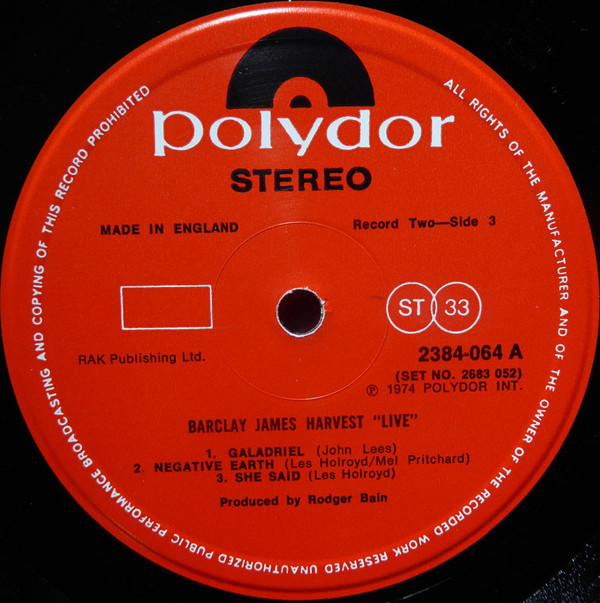 polydor
STEREO
MADE IN ENGLAND
Record Two—Side 3
ST 33
RAK Publishing Ltd.
2384-064 A
(SET NO. 2683 052)
℗ 1974 POLYDOR INT.
BARCLAY JAMES HARVEST "LIVE"
1. GALADRIEL (John Lees)
2. NEGATIVE EARTH (Les Holroyd/Mel Pritchard)
3. SHE SAID (Les Holroyd)
Produced by Rodger Bain
ALL RIGHTS OF THE MANUFACTURER AND OF THE OWNER OF THE RECORDED WORK RESERVED UNAUTHORIZED PUBLIC PERFORMANCE BROADCASTING AND COPYING OF THIS RECORD PROHIBITED